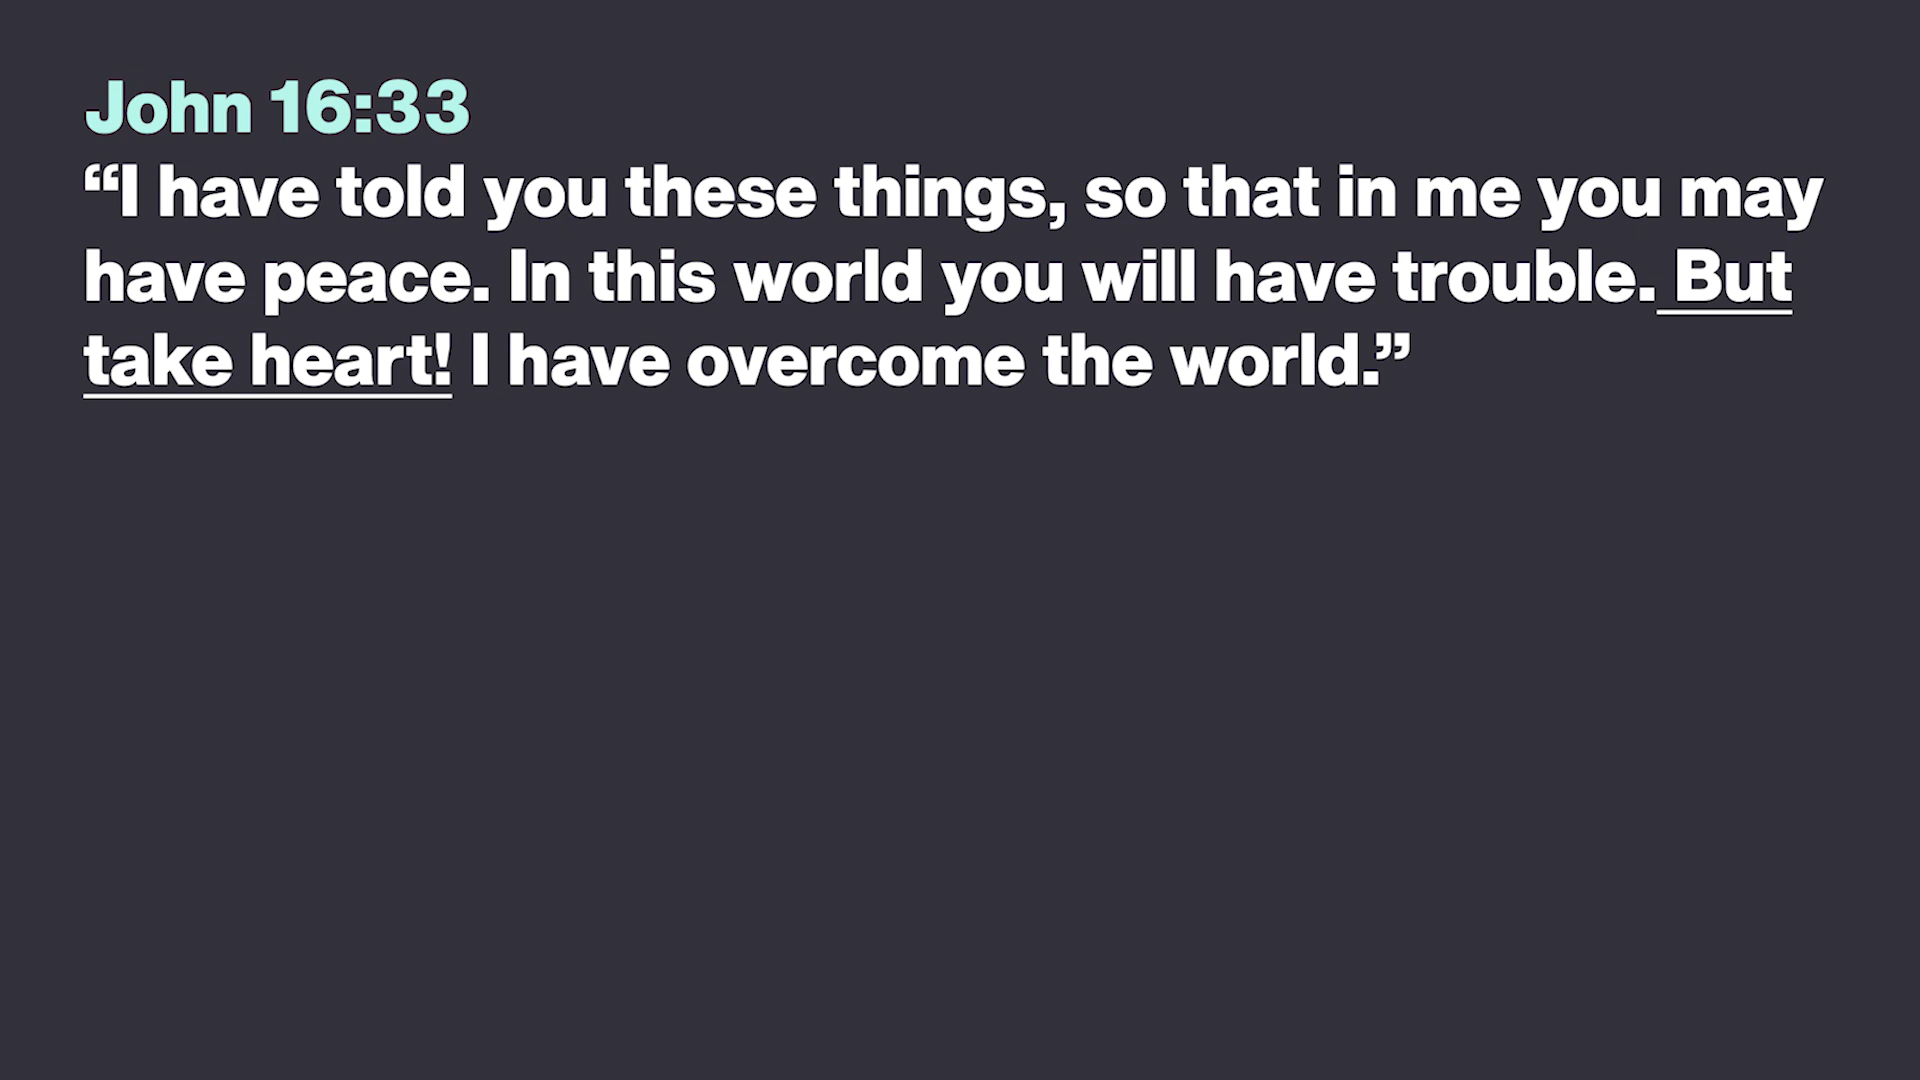 John 16:33
“I have told you these things, so that in me you may
have peace. In this world you will have trouble. But
take heart! I have overcome the world.”